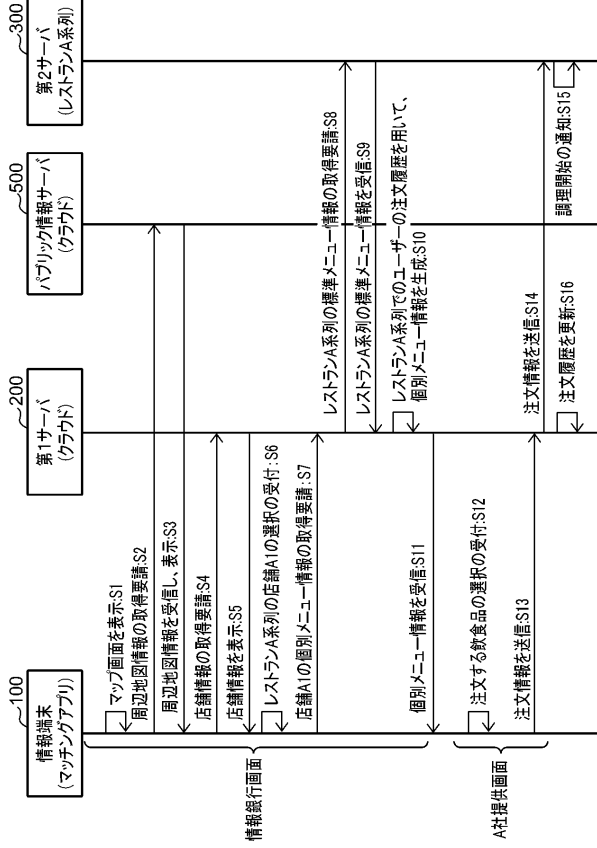 100
情報端末
(マッチングアプリ)
200
第1サーバ
(クラウド)
500
パブリック情報サーバ
(クラウド)
300
第2サーバ
(レストランA系列)
マップ画面を表示:S1
周辺地図情報の取得要請:S2
周辺地図情報を受信し、表示:S3
店舗情報の取得要請:S4
店舗情報を表示:S5
レストランA系列の店舗A1の選択の受付:S6
店舗A1の個別メニュー情報の取得要請:S7
レストランA系列の標準メニュー情報の取得要請:S8
レストランA系列の標準メニュー情報を受信:S9
レストランA系列でのユーザーの注文履歴を用いて、
個別メニュー情報を生成:S10
個別メニュー情報を受信:S11
注文する飲食品の選択の受付:S12
注文情報を送信:S13
注文情報を送信:S14
調理開始の通知:S15
注文履歴を更新:S16
情報銀行画面
A社提供画面